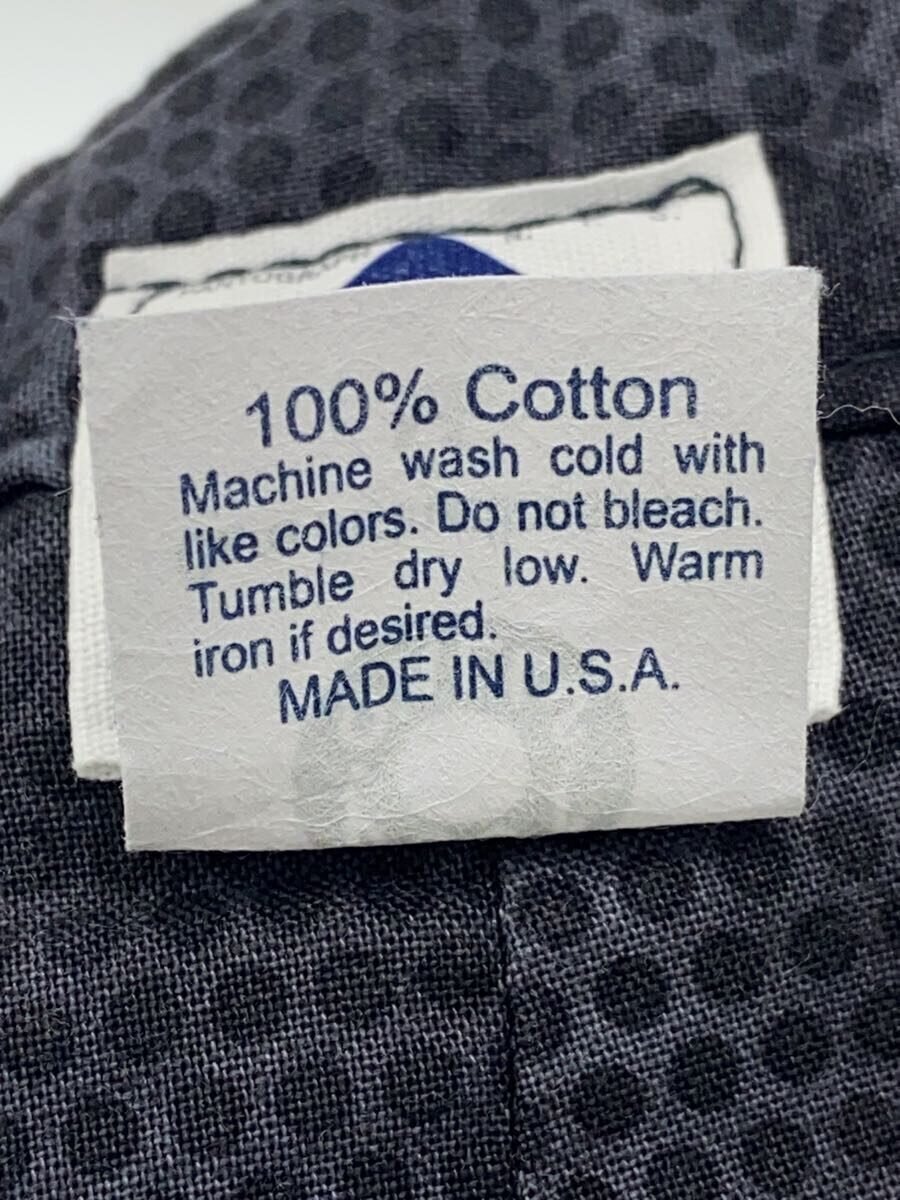 100% Cotton
Machine wash cold with
like colors. Do not bleach.
Tumble dry low. Warm
iron if desired.
MADE IN U.S.A.